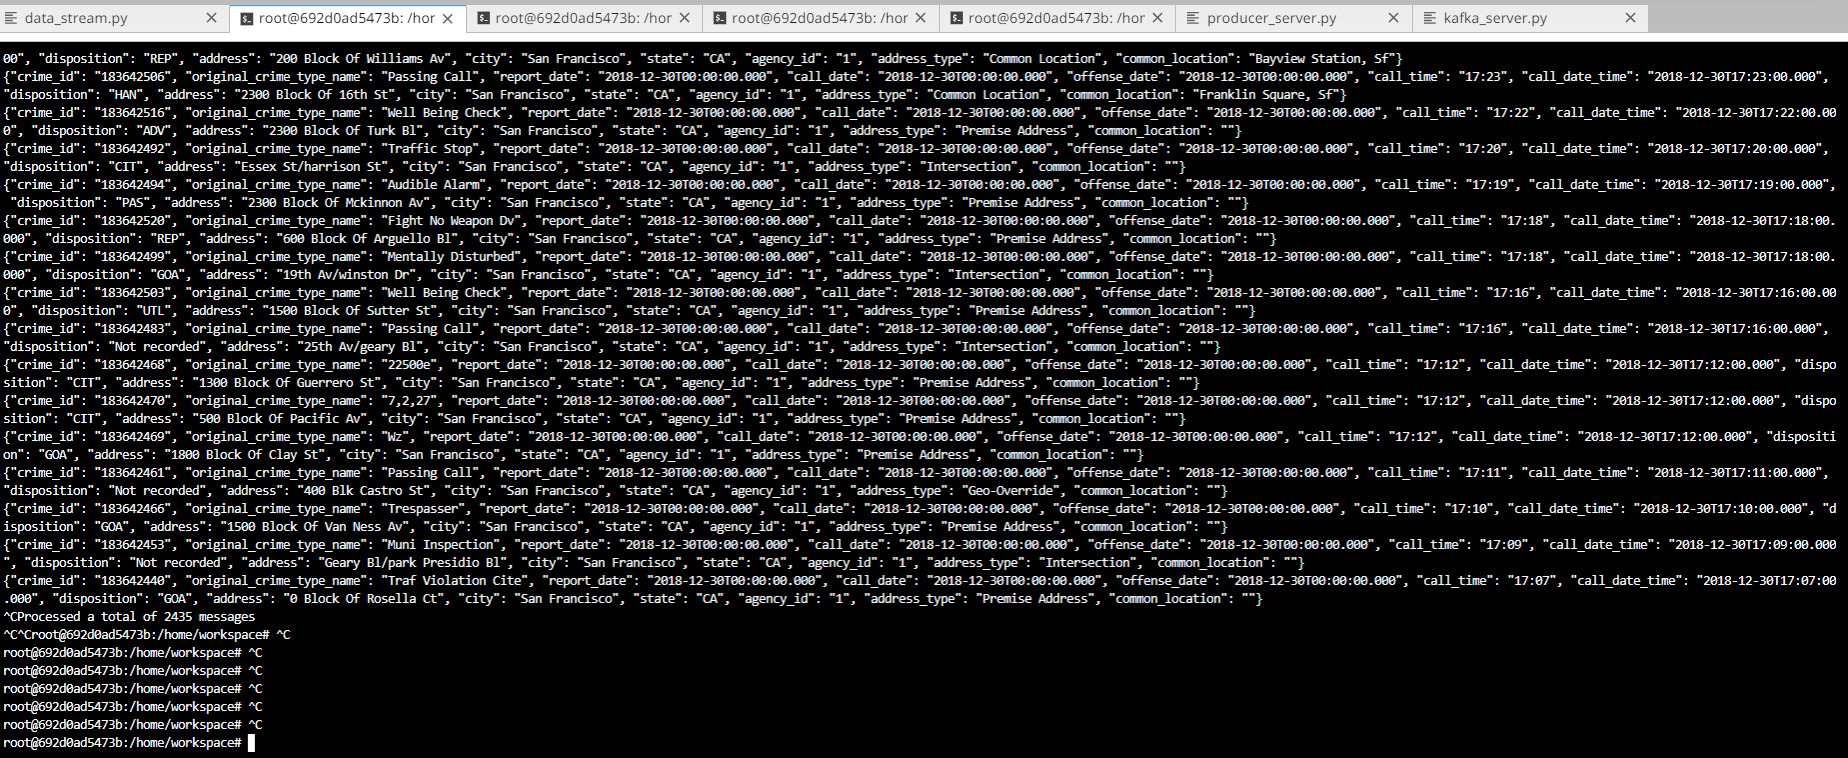 data_stream.py
root@692d0ad5473b: /hor
root@692d0ad5473b: /hor
root@692d0ad5473b: /hor
root@692d0ad5473b: /hor
producer_server.py
kafka_server.py
00", "disposition": "REP", "address": "200 Block Of Williams Av", "city": "San Francisco", "state": "CA", "agency_id": "1", "address_type": "Common Location", "common_location": "Bayview Station, Sf"}
{"crime_id": "183642506", "original_crime_type_name": "Passing Call", "report_date": "2018-12-30T00:00:00.000", "call_date": "2018-12-30T00:00:00.000", "offense_date": "2018-12-30T00:00:00.000", "call_time": "17:23", "call_date_time": "2018-12-30T17:23:00.000",
"disposition": "HAN", "address": "2300 Block Of 16th St", "city": "San Francisco", "state": "CA", "agency_id": "1", "address_type": "Common Location", "common_location": "Franklin Square, Sf"}
{"crime_id": "183642516", "original_crime_type_name": "Well Being Check", "report_date": "2018-12-30T00:00:00.000", "call_date": "2018-12-30T00:00:00.000", "offense_date": "2018-12-30T00:00:00.000", "call_time": "17:22", "call_date_time": "2018-12-30T17:22:00.00
0", "disposition": "ADV", "address": "2300 Block Of Turk Bl", "city": "San Francisco", "state": "CA", "agency_id": "1", "address_type": "Premise Address", "common_location": ""}
{"crime_id": "183642492", "original_crime_type_name": "Traffic Stop", "report_date": "2018-12-30T00:00:00.000", "call_date": "2018-12-30T00:00:00.000", "offense_date": "2018-12-30T00:00:00.000", "call_time": "17:20", "call_date_time": "2018-12-30T17:20:00.000",
"disposition": "CIT", "address": "Essex St/harrison St", "city": "San Francisco", "state": "CA", "agency_id": "1", "address_type": "Intersection", "common_location": ""}
{"crime_id": "183642494", "original_crime_type_name": "Audible Alarm", "report_date": "2018-12-30T00:00:00.000", "call_date": "2018-12-30T00:00:00.000", "offense_date": "2018-12-30T00:00:00.000", "call_time": "17:19", "call_date_time": "2018-12-30T17:19:00.000",
"disposition": "PAS", "address": "2300 Block Of Mckinnon Av", "city": "San Francisco", "state": "CA", "agency_id": "1", "address_type": "Premise Address", "common_location": ""}
{"crime_id": "183642520", "original_crime_type_name": "Fight No Weapon Dv", "report_date": "2018-12-30T00:00:00.000", "call_date": "2018-12-30T00:00:00.000", "offense_date": "2018-12-30T00:00:00.000", "call_time": "17:18", "call_date_time": "2018-12-30T17:18:00.
000", "disposition": "REP", "address": "600 Block Of Arguello Bl", "city": "San Francisco", "state": "CA", "agency_id": "1", "address_type": "Premise Address", "common_location": ""}
{"crime_id": "183642499", "original_crime_type_name": "Mentally Disturbed", "report_date": "2018-12-30T00:00:00.000", "call_date": "2018-12-30T00:00:00.000", "offense_date": "2018-12-30T00:00:00.000", "call_time": "17:18", "call_date_time": "2018-12-30T17:18:00.
000", "disposition": "GOA", "address": "19th Av/winston Dr", "city": "San Francisco", "state": "CA", "agency_id": "1", "address_type": "Intersection", "common_location": ""}
{"crime_id": "183642503", "original_crime_type_name": "Well Being Check", "report_date": "2018-12-30T00:00:00.000", "call_date": "2018-12-30T00:00:00.000", "offense_date": "2018-12-30T00:00:00.000", "call_time": "17:16", "call_date_time": "2018-12-30T17:16:00.00
0", "disposition": "UTL", "address": "1500 Block Of Sutter St", "city": "San Francisco", "state": "CA", "agency_id": "1", "address_type": "Premise Address", "common_location": ""}
{"crime_id": "183642483", "original_crime_type_name": "Passing Call", "report_date": "2018-12-30T00:00:00.000", "call_date": "2018-12-30T00:00:00.000", "offense_date": "2018-12-30T00:00:00.000", "call_time": "17:16", "call_date_time": "2018-12-30T17:16:00.000",
"disposition": "Not recorded", "address": "25th Av/geary Bl", "city": "San Francisco", "state": "CA", "agency_id": "1", "address_type": "Intersection", "common_location": ""}
{"crime_id": "183642468", "original_crime_type_name": "22500e", "report_date": "2018-12-30T00:00:00.000", "call_date": "2018-12-30T00:00:00.000", "offense_date": "2018-12-30T00:00:00.000", "call_time": "17:12", "call_date_time": "2018-12-30T17:12:00.000", "dispo
sition": "CIT", "address": "1300 Block Of Guerrero St", "city": "San Francisco", "state": "CA", "agency_id": "1", "address_type": "Premise Address", "common_location": ""}
{"crime_id": "183642470", "original_crime_type_name": "7,2,27", "report_date": "2018-12-30T00:00:00.000", "call_date": "2018-12-30T00:00:00.000", "offense_date": "2018-12-30T00:00:00.000", "call_time": "17:12", "call_date_time": "2018-12-30T17:12:00.000", "dispo
sition": "CIT", "address": "500 Block Of Pacific Av", "city": "San Francisco", "state": "CA", "agency_id": "1", "address_type": "Premise Address", "common_location": ""}
{"crime_id": "183642469", "original_crime_type_name": "Wz", "report_date": "2018-12-30T00:00:00.000", "call_date": "2018-12-30T00:00:00.000", "offense_date": "2018-12-30T00:00:00.000", "call_time": "17:12", "call_date_time": "2018-12-30T17:12:00.000", "dispositi
on": "GOA", "address": "1800 Block Of Clay St", "city": "San Francisco", "state": "CA", "agency_id": "1", "address_type": "Premise Address", "common_location": ""}
{"crime_id": "183642461", "original_crime_type_name": "Passing Call", "report_date": "2018-12-30T00:00:00.000", "call_date": "2018-12-30T00:00:00.000", "offense_date": "2018-12-30T00:00:00.000", "call_time": "17:11", "call_date_time": "2018-12-30T17:11:00.000",
"disposition": "Not recorded", "address": "400 Blk Castro St", "city": "San Francisco", "state": "CA", "agency_id": "1", "address_type": "Geo-Override", "common_location": ""}
{"crime_id": "183642466", "original_crime_type_name": "Trespasser", "report_date": "2018-12-30T00:00:00.000", "call_date": "2018-12-30T00:00:00.000", "offense_date": "2018-12-30T00:00:00.000", "call_time": "17:10", "call_date_time": "2018-12-30T17:10:00.000", "d
isposition": "GOA", "address": "1500 Block Of Van Ness Av", "city": "San Francisco", "state": "CA", "agency_id": "1", "address_type": "Premise Address", "common_location": ""}
{"crime_id": "183642453", "original_crime_type_name": "Muni Inspection", "report_date": "2018-12-30T00:00:00.000", "call_date": "2018-12-30T00:00:00.000", "offense_date": "2018-12-30T00:00:00.000", "call_time": "17:09", "call_date_time": "2018-12-30T17:09:00.000
", "disposition": "Not recorded", "address": "Geary Bl/park Presidio Bl", "city": "San Francisco", "state": "CA", "agency_id": "1", "address_type": "Intersection", "common_location": ""}
{"crime_id": "183642440", "original_crime_type_name": "Traf Violation Cite", "report_date": "2018-12-30T00:00:00.000", "call_date": "2018-12-30T00:00:00.000", "offense_date": "2018-12-30T00:00:00.000", "call_time": "17:07", "call_date_time": "2018-12-30T17:07:00
.000", "disposition": "GOA", "address": "0 Block Of Rosella Ct", "city": "San Francisco", "state": "CA", "agency_id": "1", "address_type": "Premise Address", "common_location": ""}
^CProcessed a total of 2435 messages
^C^Croot@692d0ad5473b:/home/workspace# ^C
root@692d0ad5473b:/home/workspace# ^C
root@692d0ad5473b:/home/workspace# ^C
root@692d0ad5473b:/home/workspace# ^C
root@692d0ad5473b:/home/workspace# ^C
root@692d0ad5473b:/home/workspace# ^C
root@692d0ad5473b:/home/workspace#